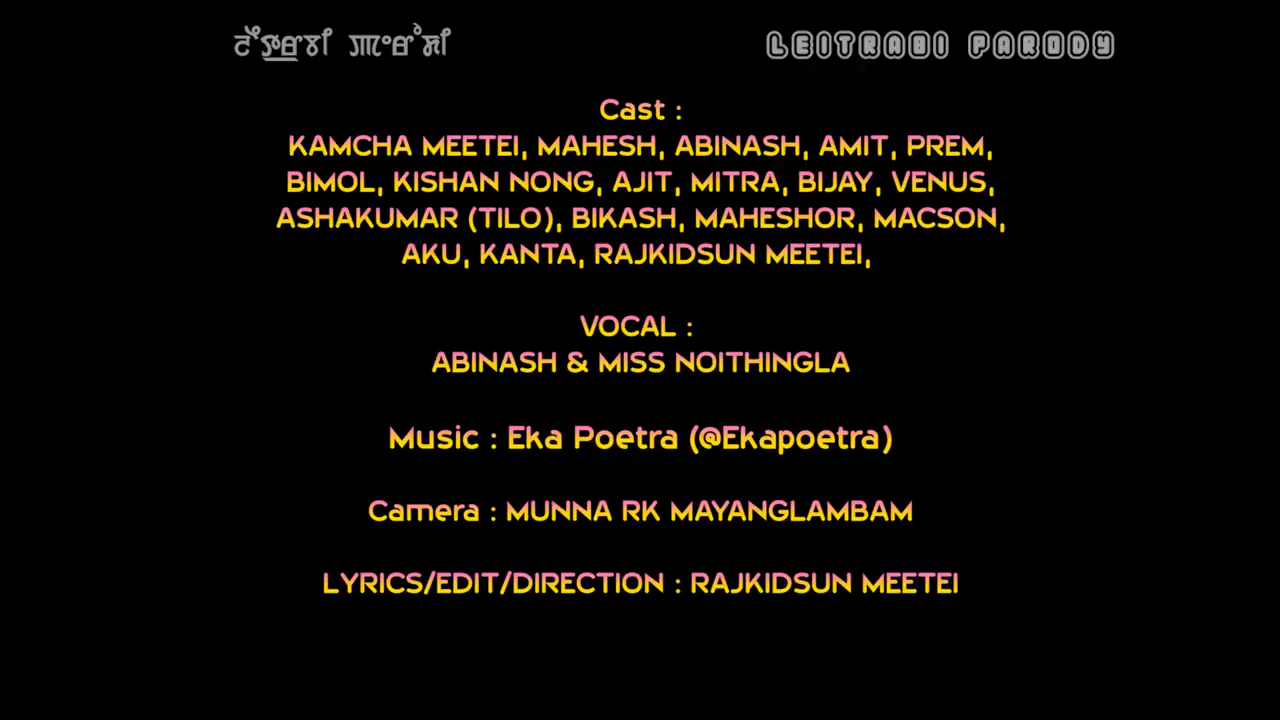 LEITRABI PARODY
Cast :
KAMCHA MEETEI, MAHESH, ABINASH, AMIT, PREM,
BIMOL, KISHAN NONG, AJIT, MITRA, BIJAY, VENUS,
ASHAKUMAR (TILO), BIKASH, MAHESHOR, MACSON,
AKU, KANTA, RAJKIDSUN MEETEI,
VOCAL :
ABINASH & MISS NOITHINGLA
Music : Eka Poetra (@Ekapoetra)
Camera : MUNNA RK MAYANGLAMBAM
LYRICS/EDIT/DIRECTION : RAJKIDSUN MEETEI